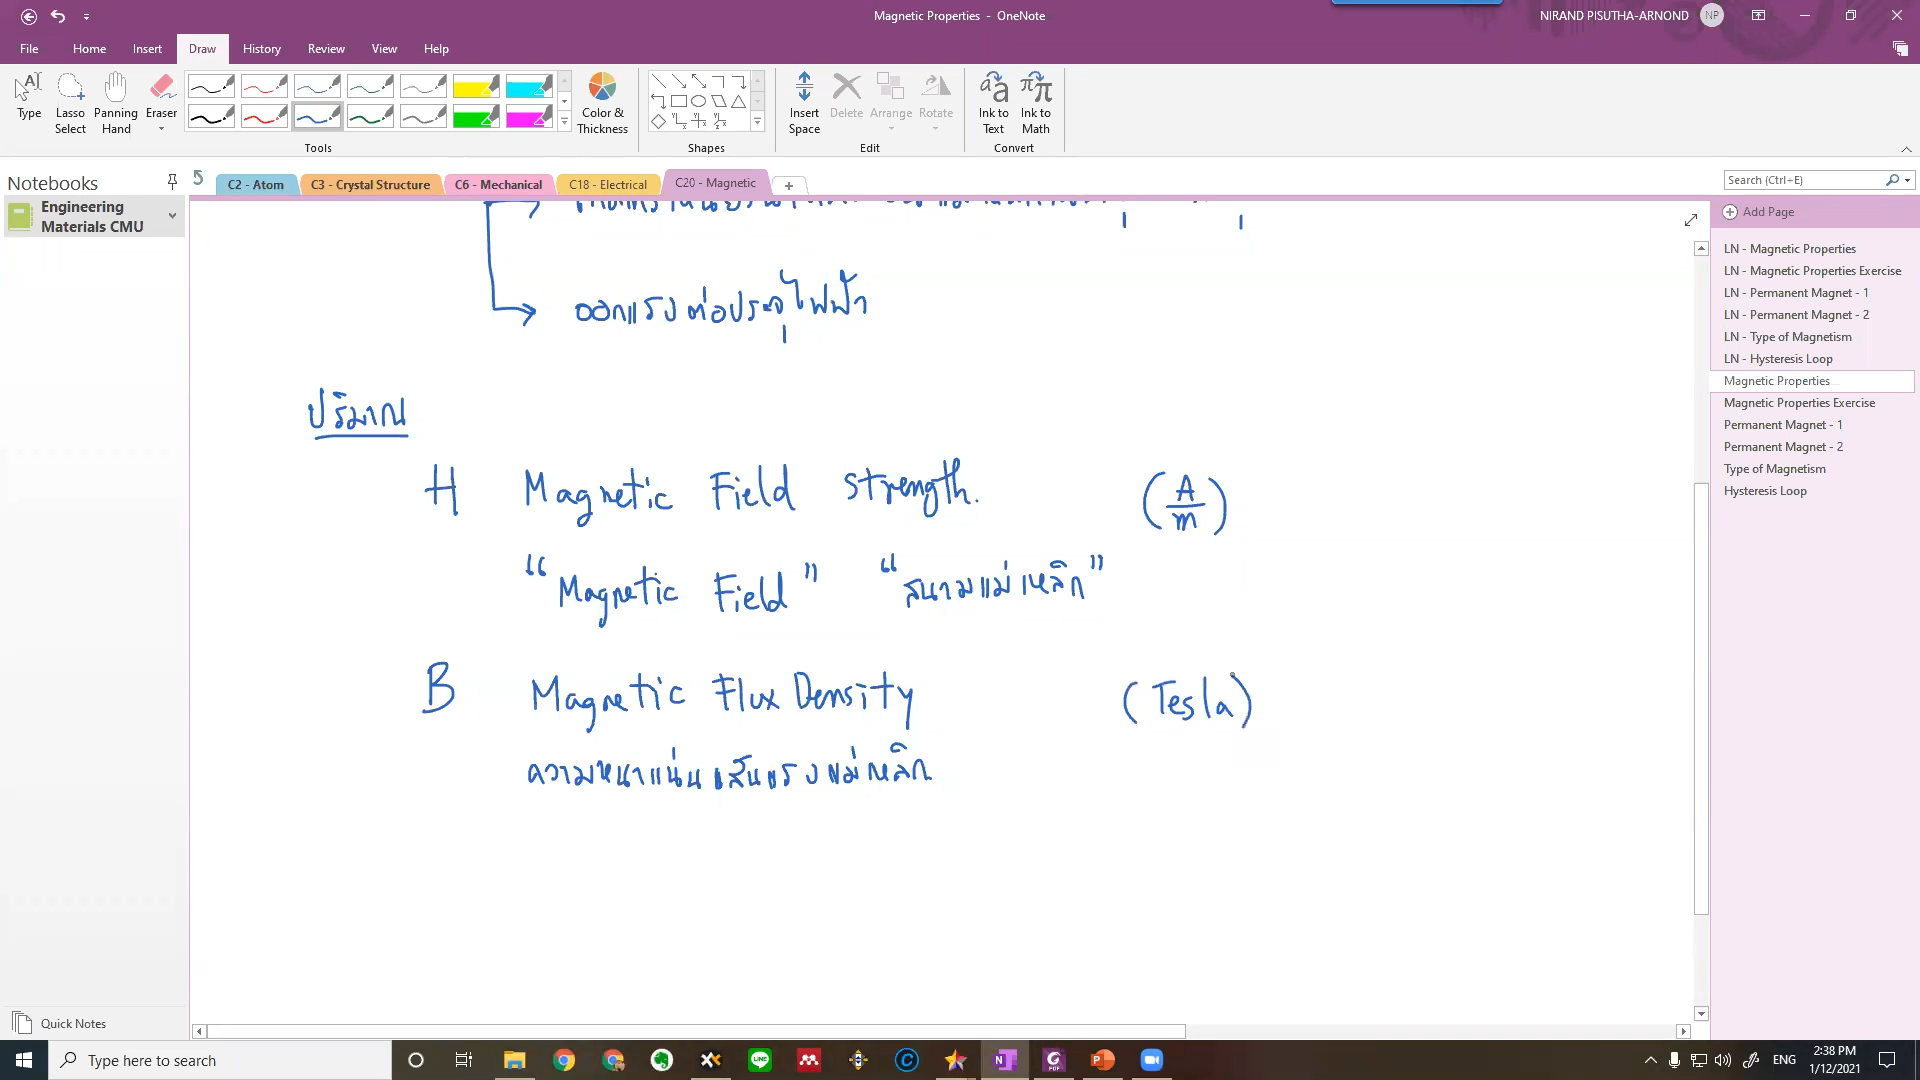 Magnetic Properties - OneNote
NIRAND PISUTHA-ARNOND NP
File Home Insert Draw History Review View Help
Type
Lasso Select
Panning Hand
Eraser
Color & Thickness
Insert Space
Delete
Arrange
Rotate
Ink to Text
Ink to Math
Tools
Shapes
Edit
Convert
Notebooks
C2 - Atom
C3 - Crystal Structure
C6 - Mechanical
C18 - Electrical
C20 - Magnetic
Search (Ctrl+E)
Engineering Materials CMU
Add Page
LN - Magnetic Properties
LN - Magnetic Properties Exercise
LN - Permanent Magnet - 1
LN - Permanent Magnet - 2
LN - Type of Magnetism
LN - Hysteresis Loop
Magnetic Properties
Magnetic Properties Exercise
Permanent Magnet - 1
Permanent Magnet - 2
Type of Magnetism
Hysteresis Loop
ออกแรงต่อประจุไฟฟ้า
ปริมาณ
H Magnetic Field Strength. (A/m)
“Magnetic Field” “สนามแม่เหล็ก”
B Magnetic Flux Density (Tesla)
ความหนาแน่นเส้นแรงแม่เหล็ก
Quick Notes
Type here to search
ENG
2:38 PM
1/12/2021